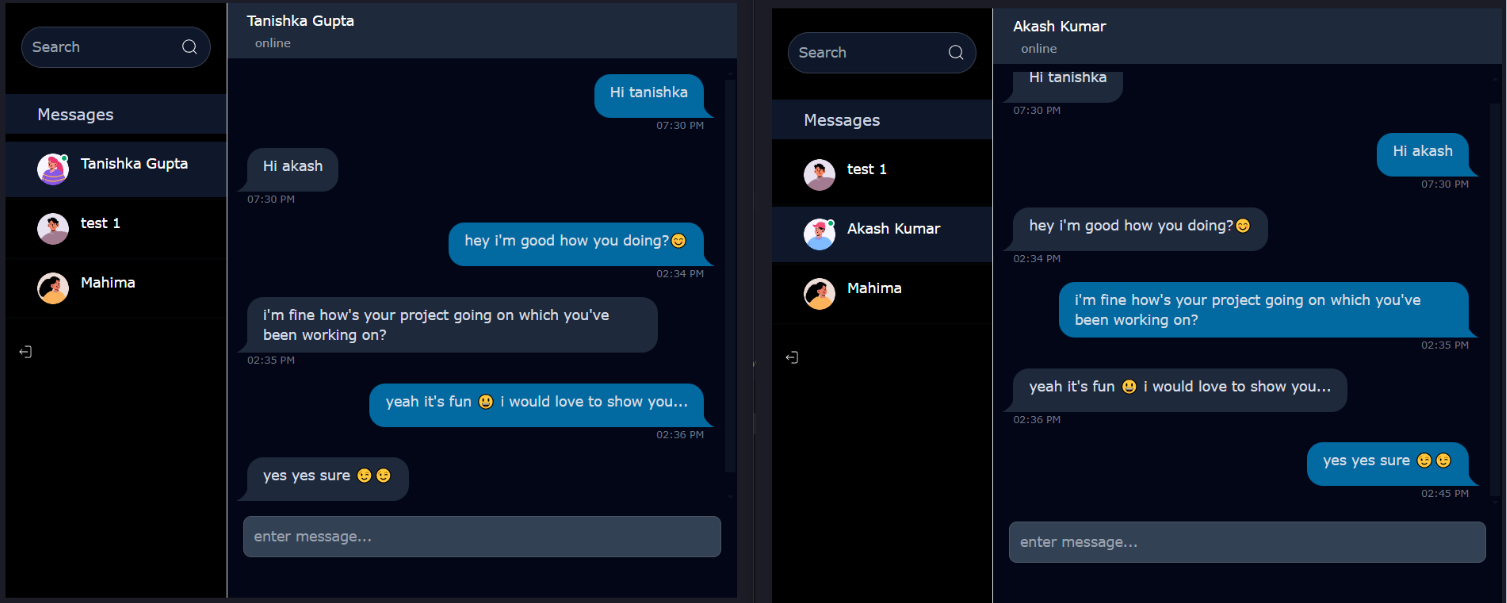 Search
Messages
Tanishka Gupta
test 1
Mahima
Tanishka Gupta
online
Hi tanishka
07:30 PM
Hi akash
07:30 PM
hey i'm good how you doing?😊
02:34 PM
i'm fine how's your project going on which you've
been working on?
02:35 PM
yeah it's fun 😃 i would love to show you...
02:36 PM
yes yes sure 😉😉
enter message...
Search
Messages
test 1
Akash Kumar
Mahima
Akash Kumar
online
Hi tanishka
07:30 PM
Hi akash
07:30 PM
hey i'm good how you doing?😊
02:34 PM
i'm fine how's your project going on which you've
been working on?
02:35 PM
yeah it's fun 😃 i would love to show you...
02:36 PM
yes yes sure 😉😉
02:45 PM
enter message...